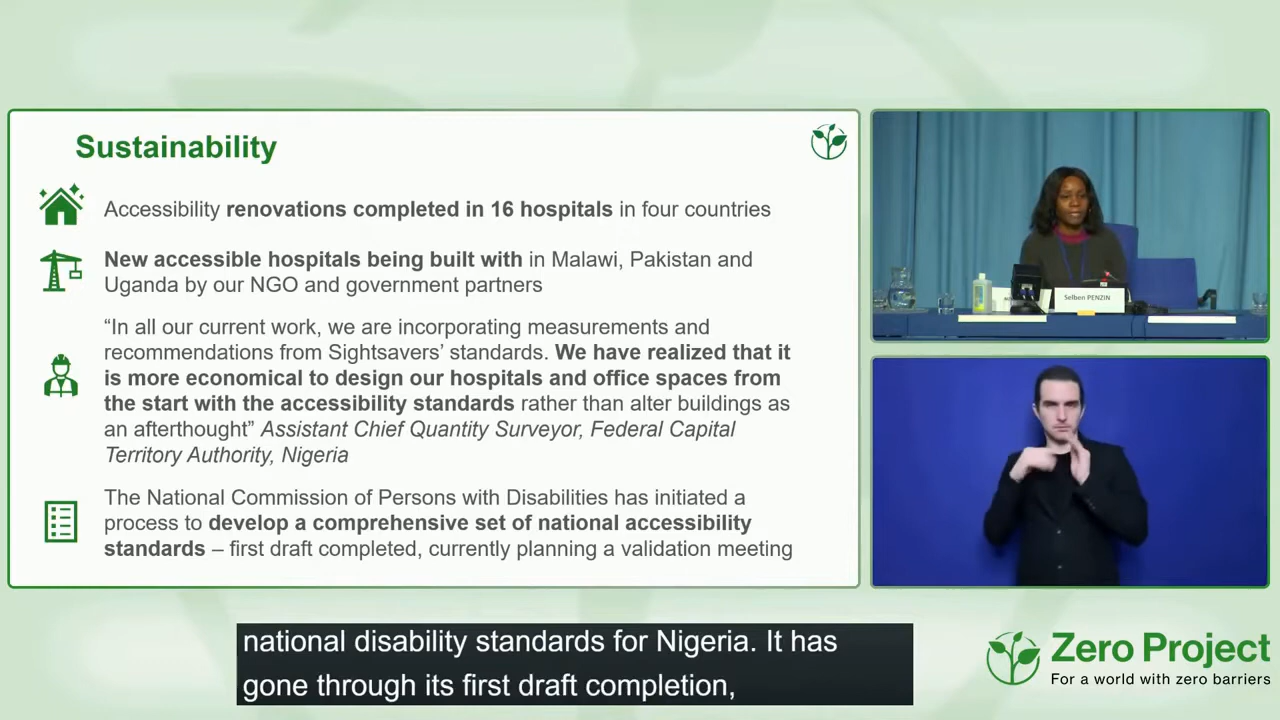 Sustainability
Accessibility renovations completed in 16 hospitals in four countries
New accessible hospitals being built with in Malawi, Pakistan and
Uganda by our NGO and government partners
“In all our current work, we are incorporating measurements and
recommendations from Sightsavers’ standards. We have realized that it
is more economical to design our hospitals and office spaces from
the start with the accessibility standards rather than alter buildings as
an afterthought” Assistant Chief Quantity Surveyor, Federal Capital
Territory Authority, Nigeria
The National Commission of Persons with Disabilities has initiated a
process to develop a comprehensive set of national accessibility
standards – first draft completed, currently planning a validation meeting
Selben PENZIN
national disability standards for Nigeria. It has
gone through its first draft completion,
Zero Project
For a world with zero barriers